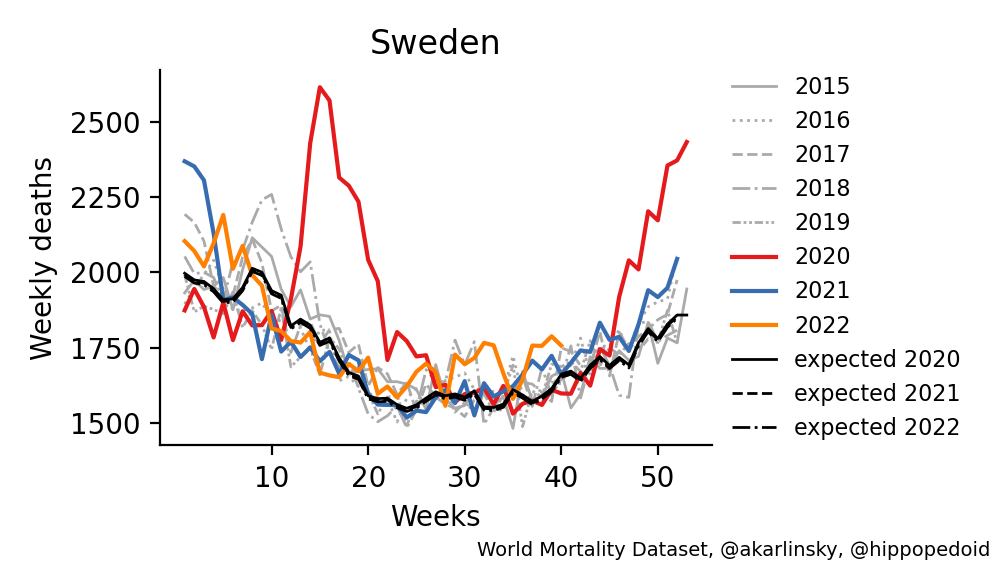 Sweden
Weekly deaths
2500
2250
2000
1750
1500
10 20 30 40 50
Weeks
2015
2016
2017
2018
2019
2020
2021
2022
expected 2020
expected 2021
expected 2022
World Mortality Dataset, @akarlinsky, @hippopedoid